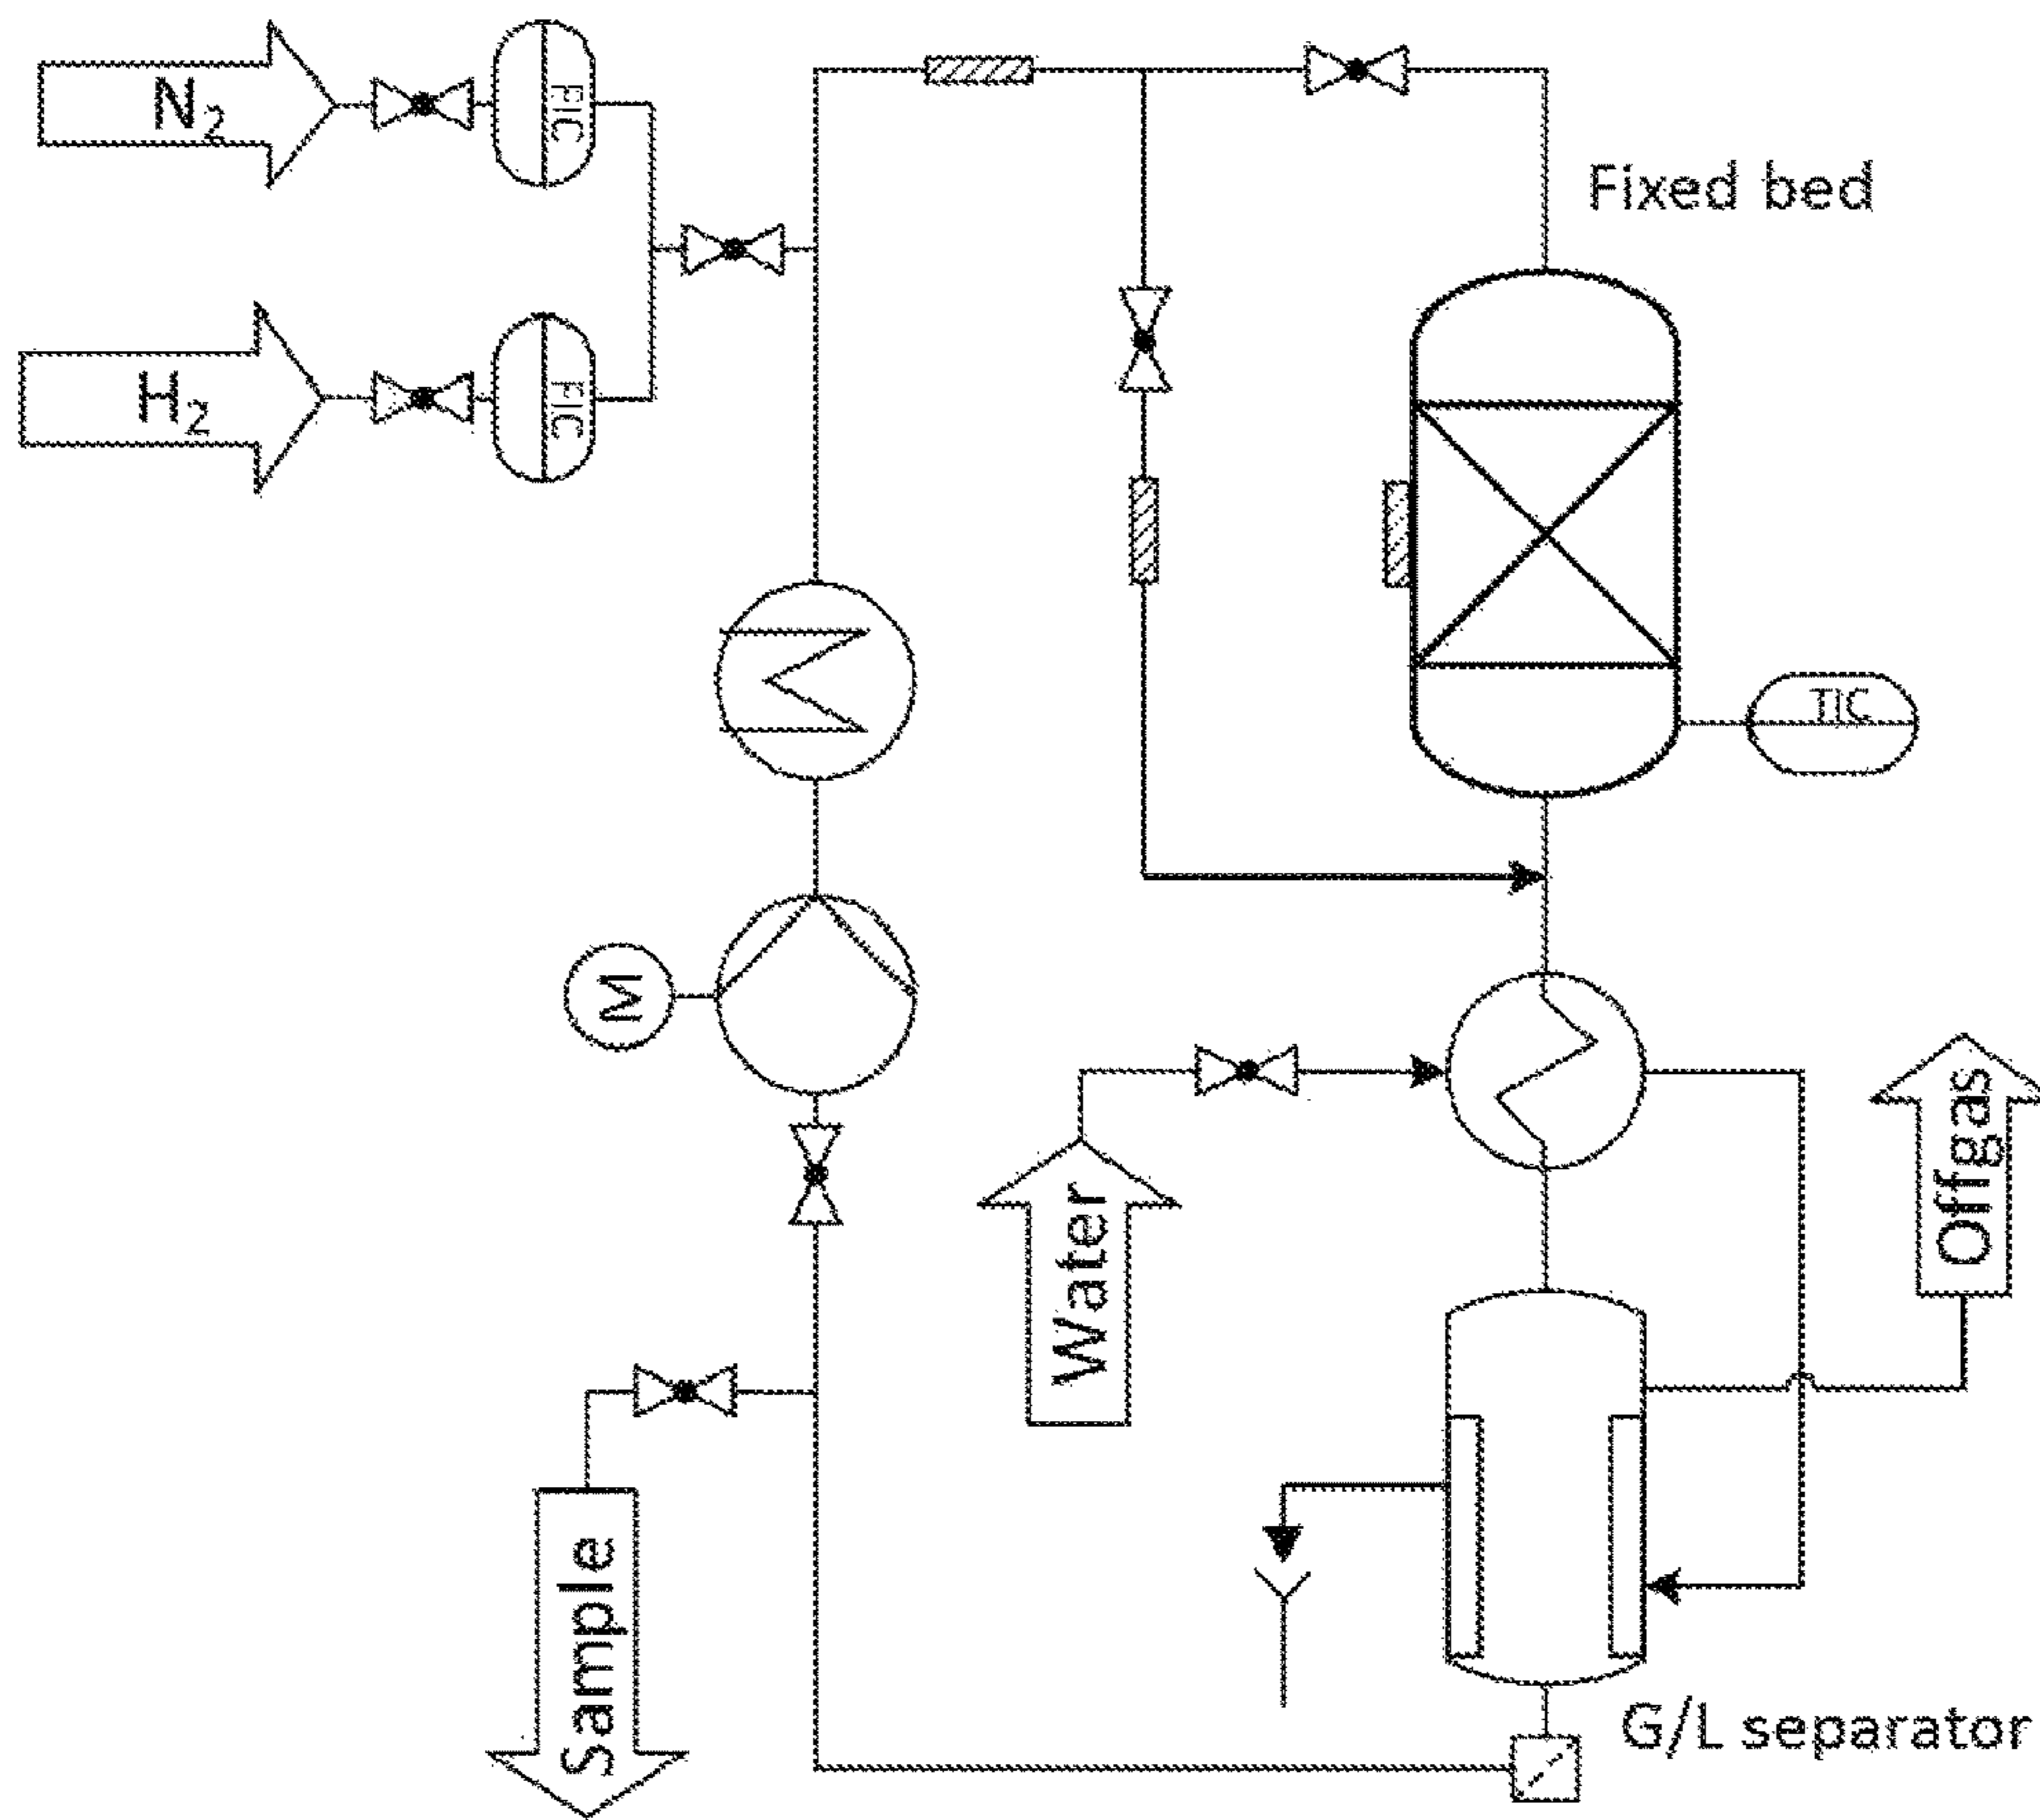 N₂
FIC
Fixed bed
H₂
FIC
TIC
M
Water
Offgas
Sample
G/L separator